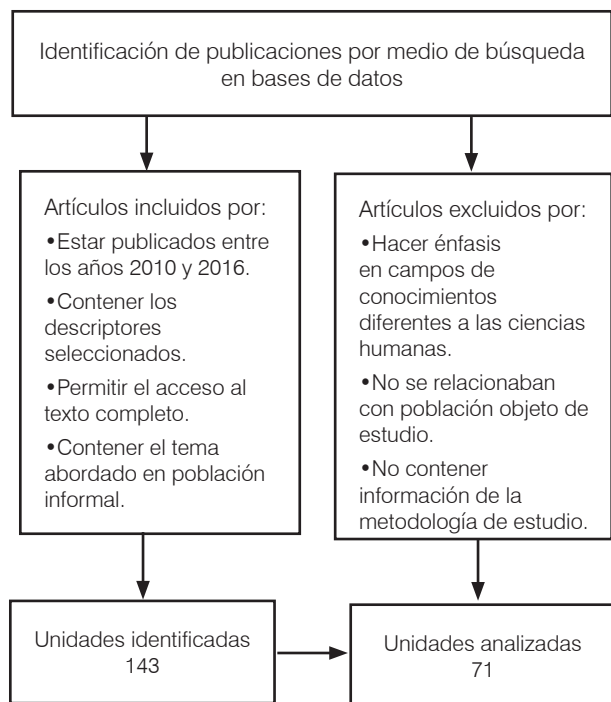 Identificación de publicaciones por medio de búsqueda
en bases de datos
Artículos incluidos por:
•Estar publicados entre
los años 2010 y 2016.
•Contener los
descriptores
seleccionados.
•Permitir el acceso al
texto completo.
•Contener el tema
abordado en población
informal.
Artículos excluidos por:
•Hacer énfasis
en campos de
conocimientos
diferentes a las ciencias
humanas.
•No se relacionaban
con población objeto de
estudio.
•No contener
información de la
metodología de estudio.
Unidades identificadas
143
Unidades analizadas
71